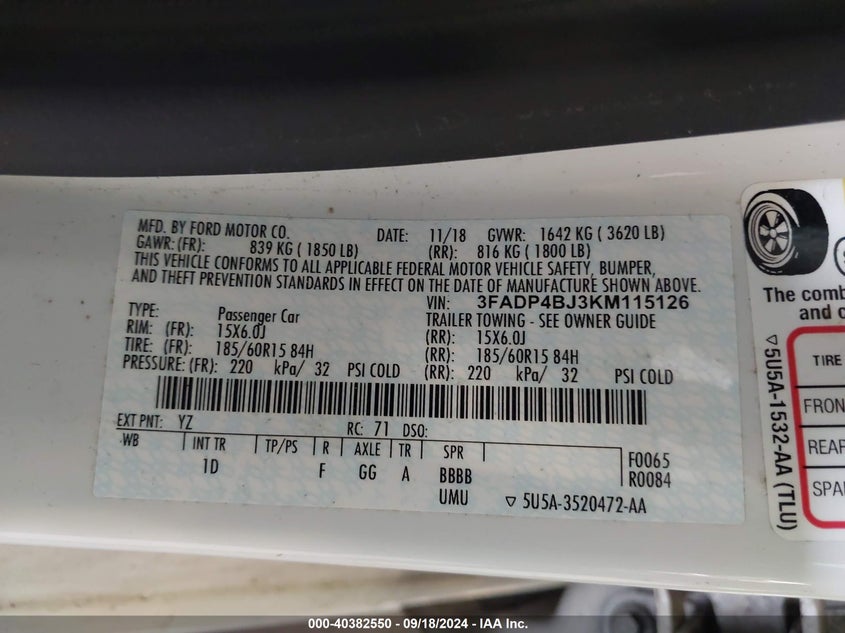 MFD. BY FORD MOTOR CO. DATE: 11/18 GVWR: 1642 KG ( 3620 LB)
GAWR: (FR): 839 KG ( 1850 LB) (RR): 816 KG ( 1800 LB)
THIS VEHICLE CONFORMS TO ALL APPLICABLE FEDERAL MOTOR VEHICLE SAFETY, BUMPER,
AND THEFT PREVENTION STANDARDS IN EFFECT ON THE DATE OF MANUFACTURE SHOWN ABOVE.
VIN: 3FADP4BJ3KM115126
TYPE: Passenger Car TRAILER TOWING - SEE OWNER GUIDE
RIM: (FR): 15X6.0J (RR): 15X6.0J
TIRE: (FR): 185/60R15 84H (RR): 185/60R15 84H
PRESSURE: (FR): 220 kPa/ 32 PSI COLD (RR): 220 kPa/ 32 PSI COLD
EXT PNT: YZ RC: 71 DSO:
WB INT TR TP/PS R AXLE TR SPR F0065
1D F GG A BBBB R0084
UMU ▽ 5U5A-3520472-AA
The comb
and c
▽5U5A-1532-AA (TLU)
TIRE
FRON
REAR
SPA
000-40382550 - 09/18/2024 - IAA Inc.